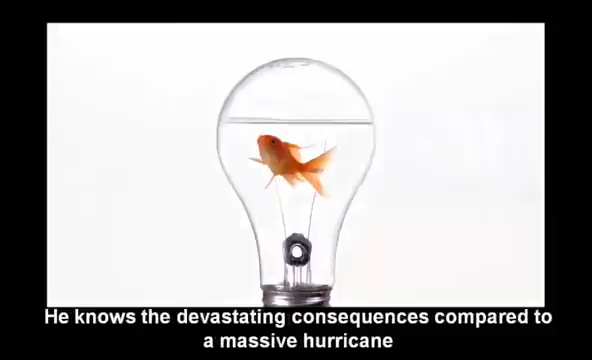 He knows the devastating consequences compared to
a massive hurricane